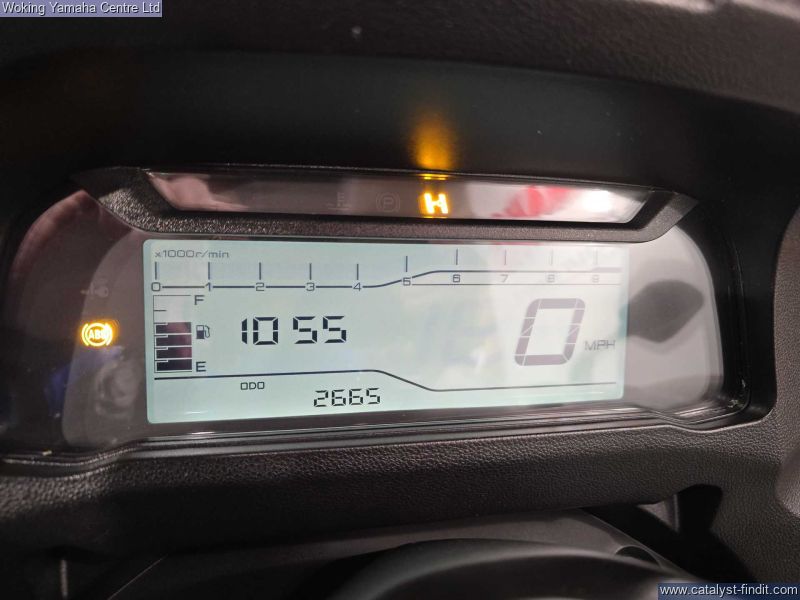 Woking Yamaha Centre Ltd
P
H
x1000r/min
0 1 2 3 4 5 6 7 8 9
F
ABS
10 55
0
MPH
E
ODO
2665
www.catalyst-findit.com